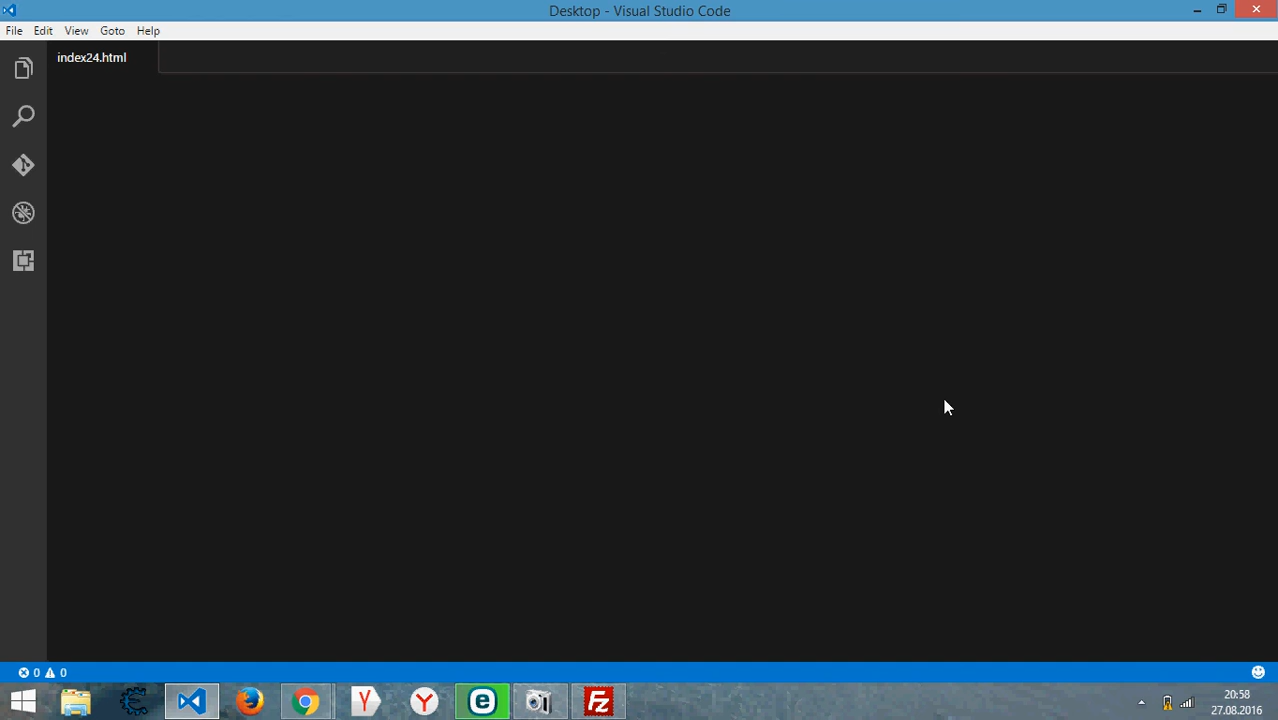 Desktop - Visual Studio Code
File Edit View Goto Help
index24.html
0 0
20:58
27.08.2016